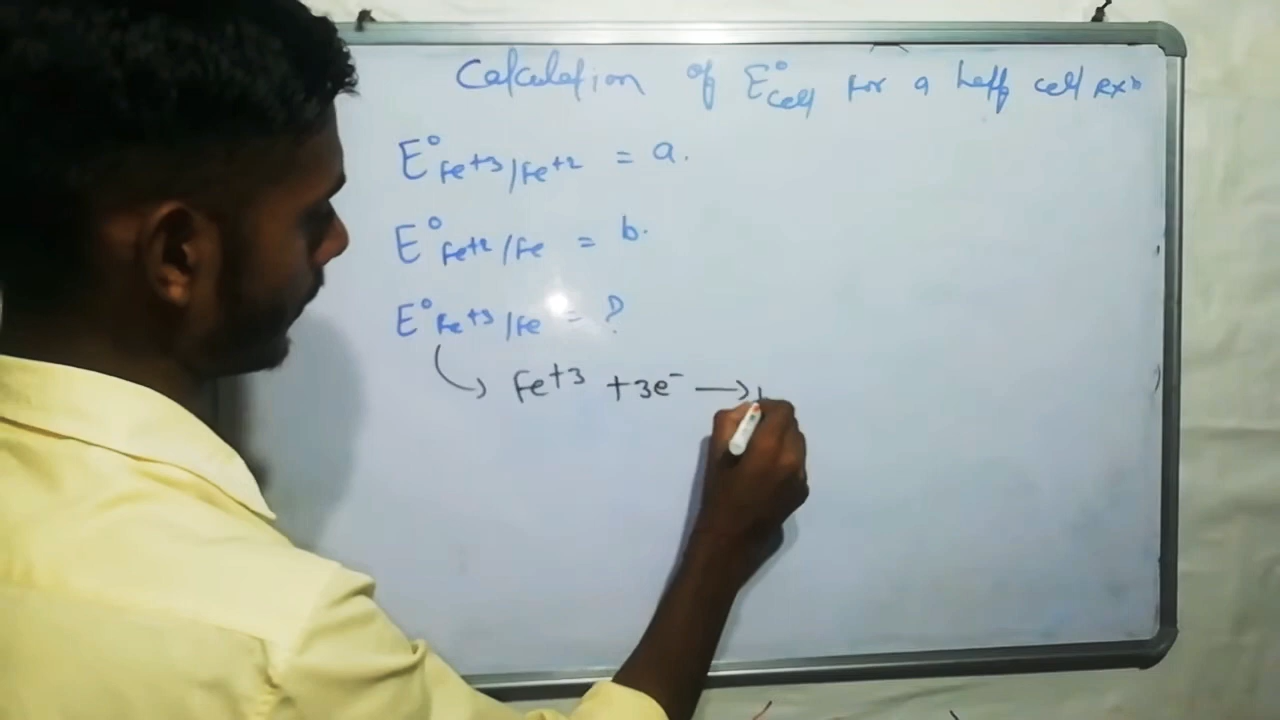 Calculation of E°cell for a half cell rxn
E°Fe+3/Fe+2 = a.
E°Fe+2/Fe = b.
E°Fe+3/Fe = ?
Fe+3 +3e- →